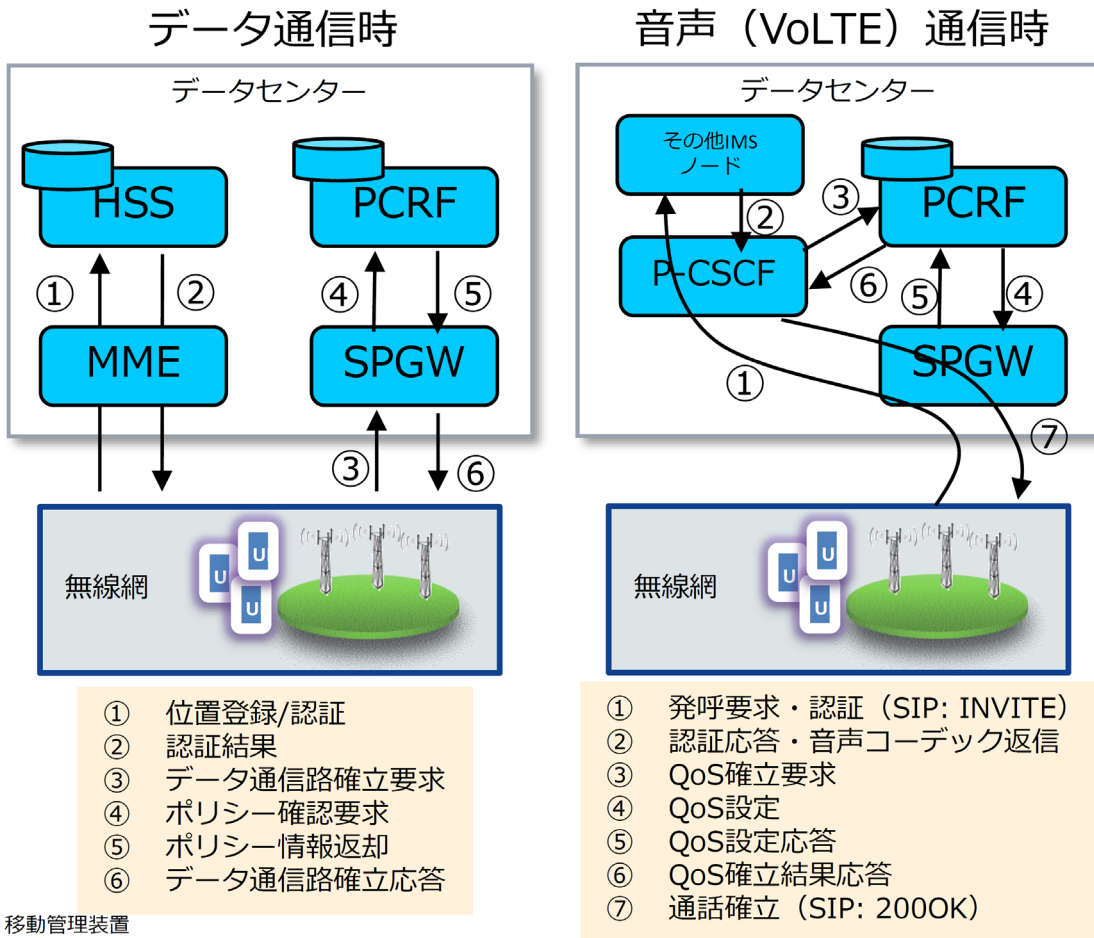 データ通信時
データセンター
HSS
PCRF
①
②
④
⑤
MME
SPGW
③
⑥
無線網
U
U
U
① 位置登録/認証
② 認証結果
③ データ通信路確立要求
④ ポリシー確認要求
⑤ ポリシー情報返却
⑥ データ通信路確立応答
移動管理装置
音声（VoLTE）通信時
データセンター
その他IMS
ノード
PCRF
③
②
P-CSCF
⑥
⑤
④
SPGW
①
⑦
無線網
U
U
U
① 発呼要求・認証（SIP: INVITE）
② 認証応答・音声コーデック返信
③ QoS確立要求
④ QoS設定
⑤ QoS設定応答
⑥ QoS確立結果応答
⑦ 通話確立（SIP: 200OK）